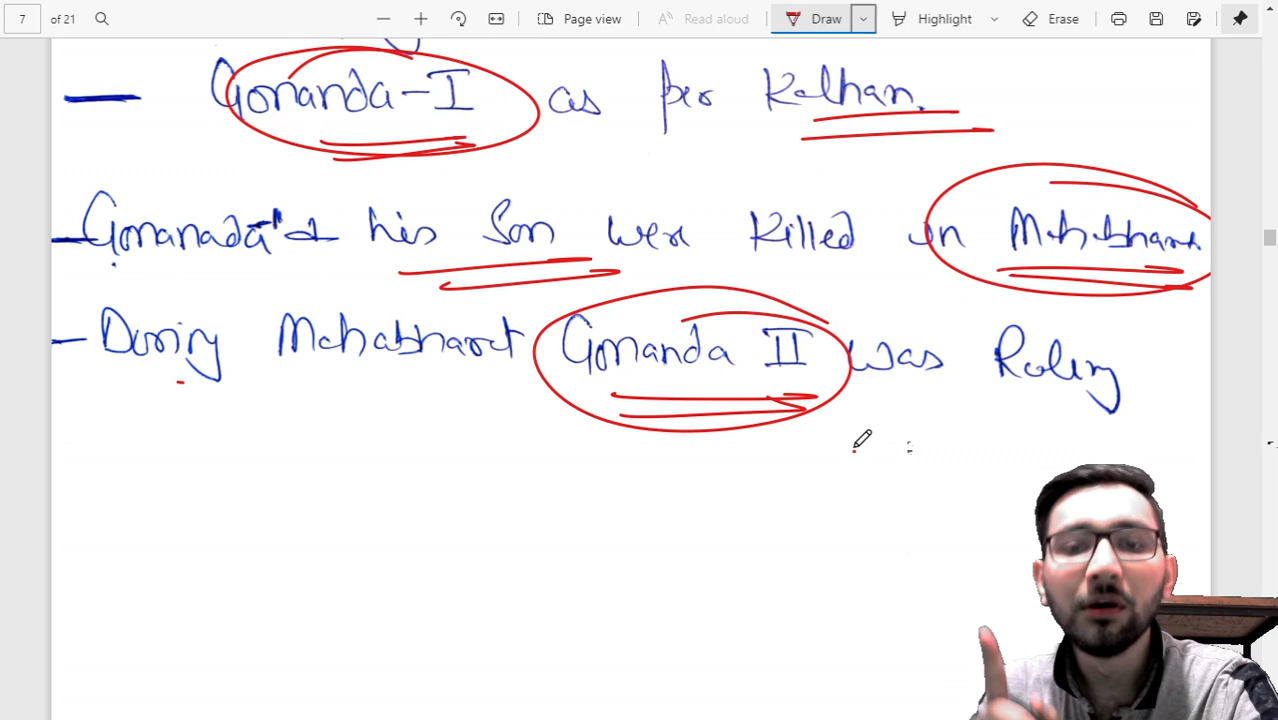 7 of 21 Page view Read aloud Draw Highlight Erase
— Gonanda-I as per Kalhan.
- Gonanada & his Son were Killed in Mahabharat
- During Mahabharat Gonanda II was Ruling